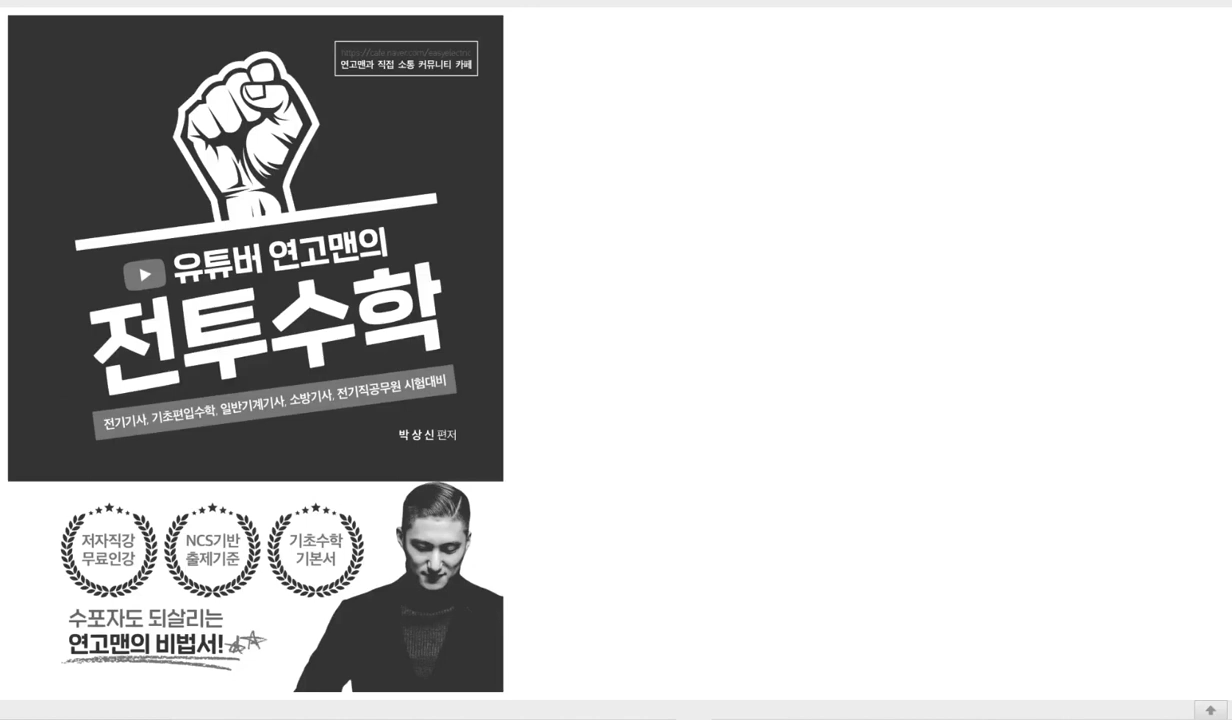 https://cafe.naver.com/easyelectric
연고맨과 직접 소통 커뮤니티 카페
유튜버 연고맨의
전투수학
전기기사, 기초편입수학, 일반기계기사, 소방기사, 전기직공무원 시험대비
박상신 편저
저자직강
무료인강
NCS기반
출제기준
기초수학
기본서
수포자도 되살리는
연고맨의 비법서!